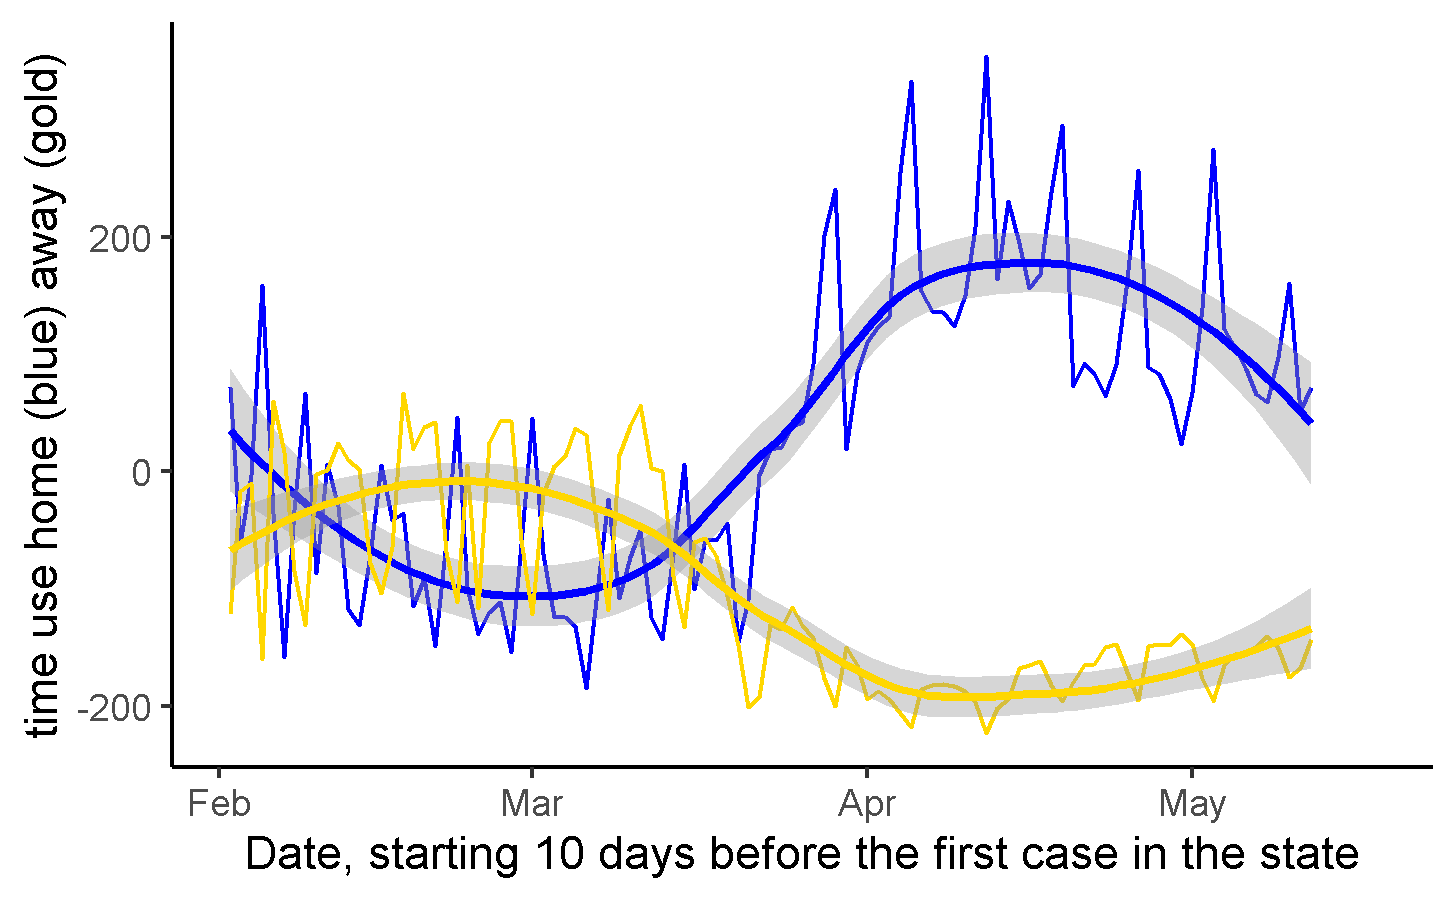 time use home (blue) away (gold)
200
0
-200
Feb
Mar
Apr
May
Date, starting 10 days before the first case in the state